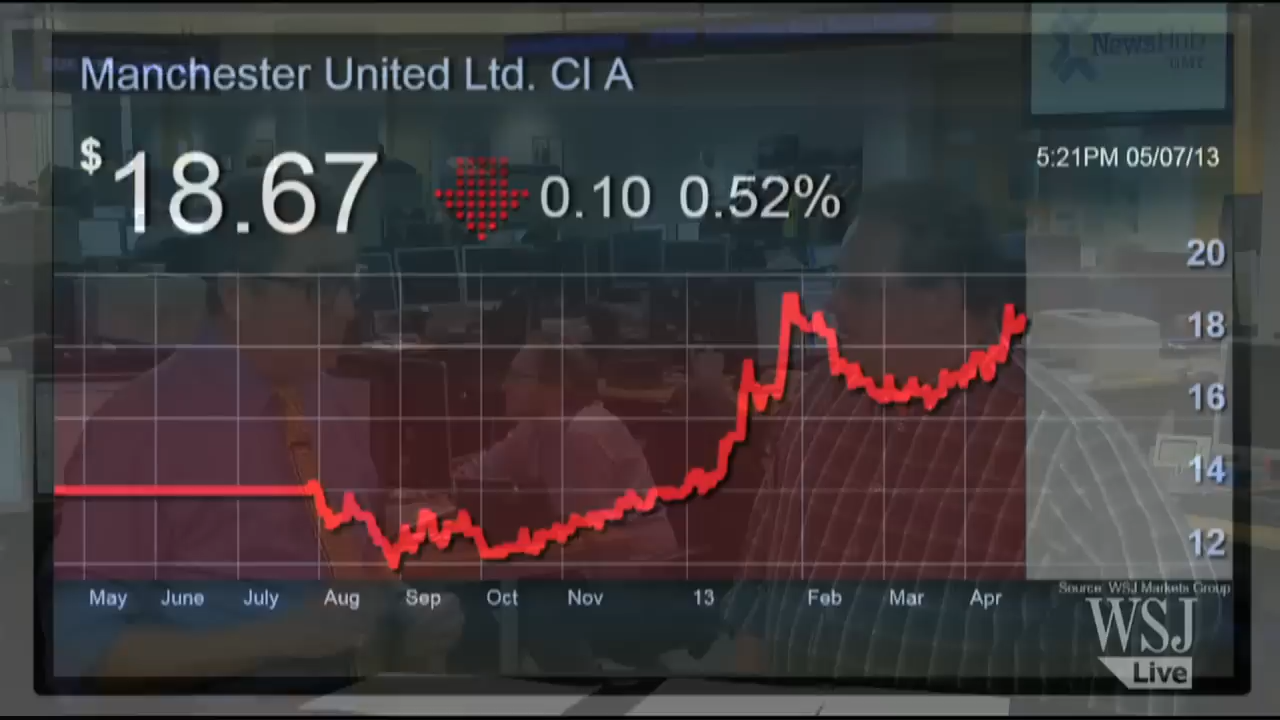 NewsHub
Manchester United Ltd. Cl A
$18.67 0.10 0.52%
5:21PM 05/07/13
20
18
16
14
12
May June July Aug Sep Oct Nov 13 Feb Mar Apr
Source: WSJ Markets Group
WSJ
Live